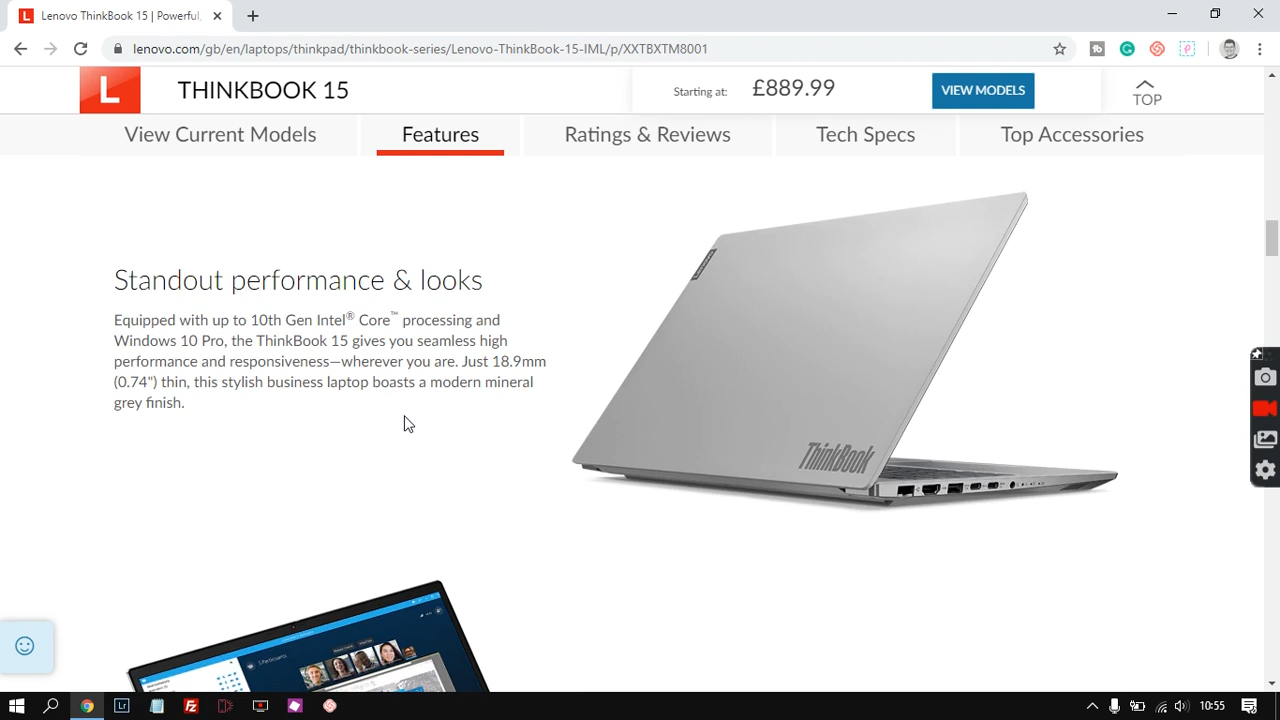 Lenovo ThinkBook 15 | Powerful,
lenovo.com/gb/en/laptops/thinkpad/thinkbook-series/Lenovo-ThinkBook-15-IML/p/XXTBXTM8001
L THINKBOOK 15
Starting at: £889.99
VIEW MODELS
TOP
View Current Models
Features
Ratings & Reviews
Tech Specs
Top Accessories
Standout performance & looks
Equipped with up to 10th Gen Intel® Core™ processing and
Windows 10 Pro, the ThinkBook 15 gives you seamless high
performance and responsiveness—wherever you are. Just 18.9mm
(0.74") thin, this stylish business laptop boasts a modern mineral
grey finish.
Lenovo
ThinkBook
5 Participants
10:55